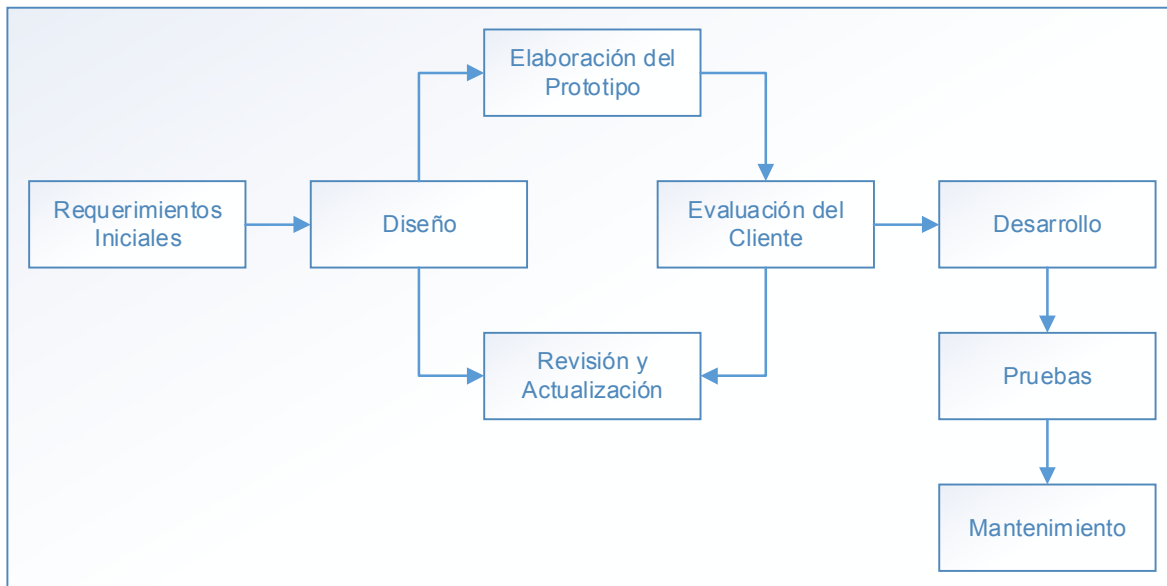 Elaboración del
Prototipo
Requerimientos
Iniciales
Diseño
Evaluación del
Cliente
Desarrollo
Revisión y
Actualización
Pruebas
Mantenimiento